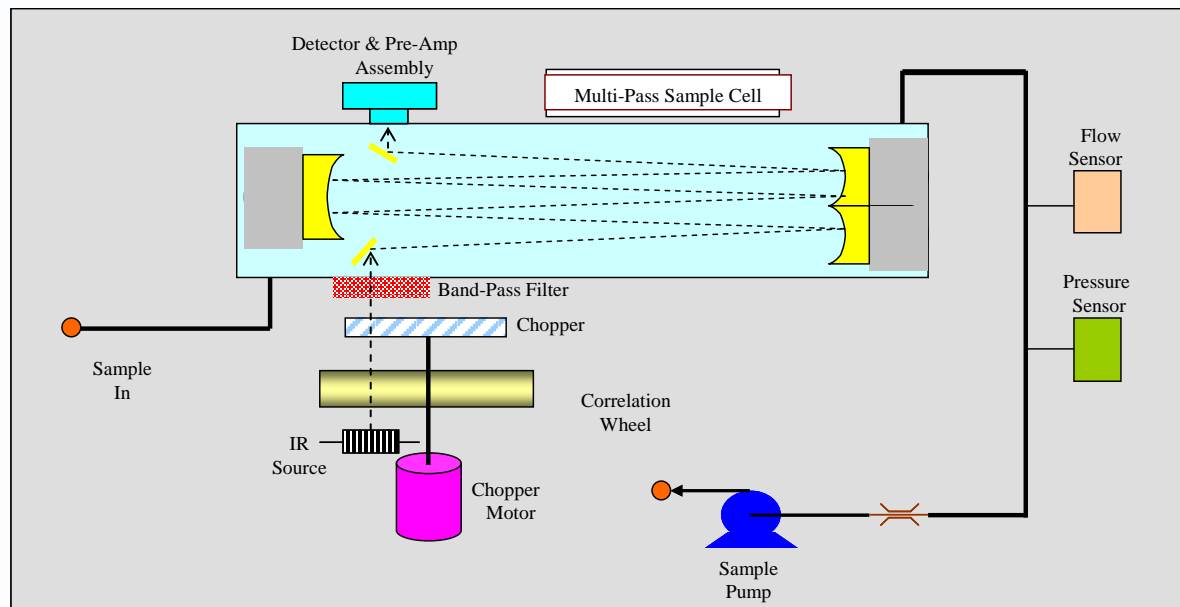 Detector & Pre-Amp
Assembly
Multi-Pass Sample Cell
Flow
Sensor
Band-Pass Filter
Pressure
Sensor
Chopper
Sample
In
Correlation
Wheel
IR
Source
Chopper
Motor
Sample
Pump